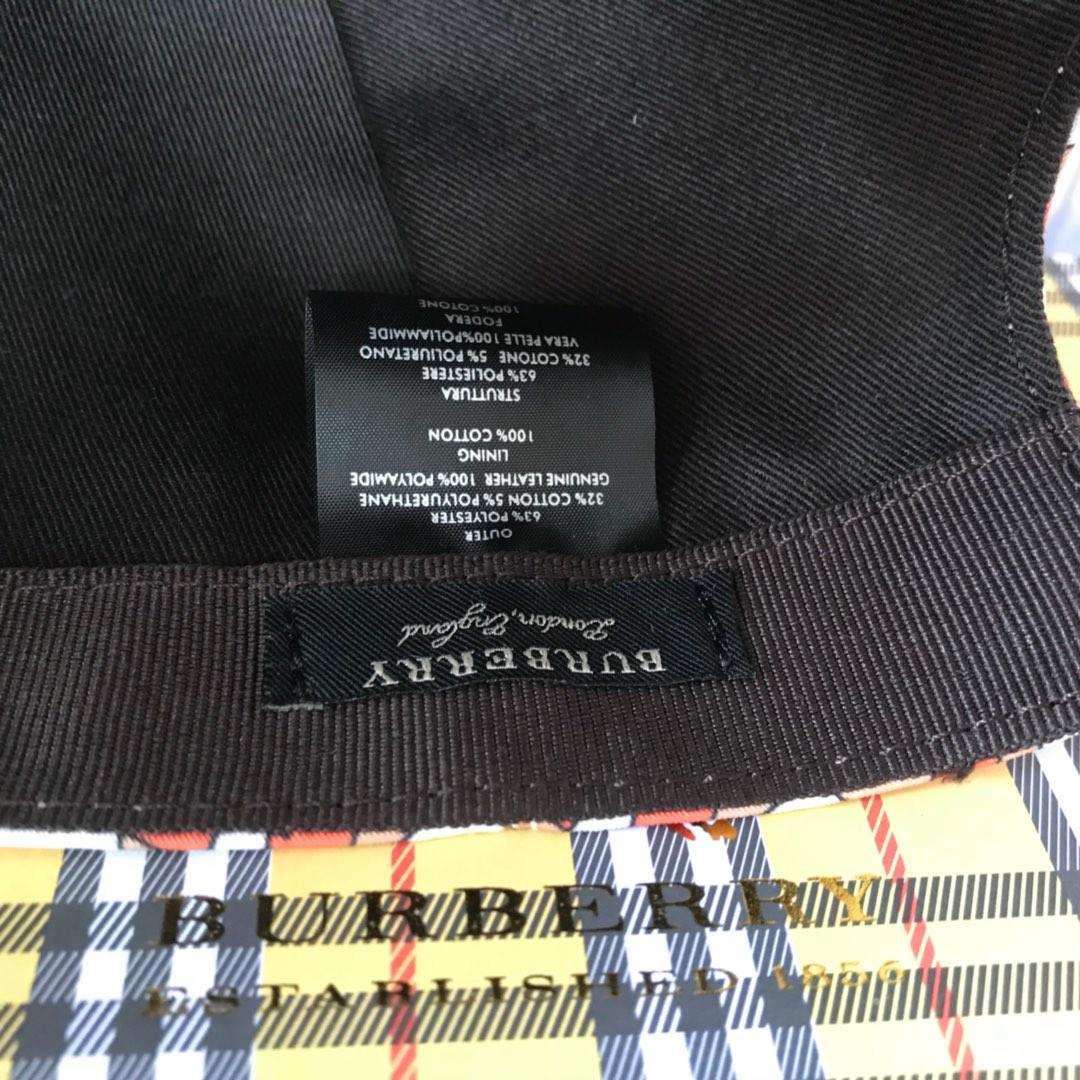 OUTER
63% POLYESTER
32% COTTON 5% POLYURETHANE
GENUINE LEATHER 100% POLYAMIDE
LINING
100% COTTON
STRUTTURA
63% POLIESTERE
32% COTONE 5% POLIURETANO
VERA PELLE 100%POLIAMMIDE
FODERA
100% COTONE
BURBERRY
London, England
BURBERRY
ESTABLISHED 1856